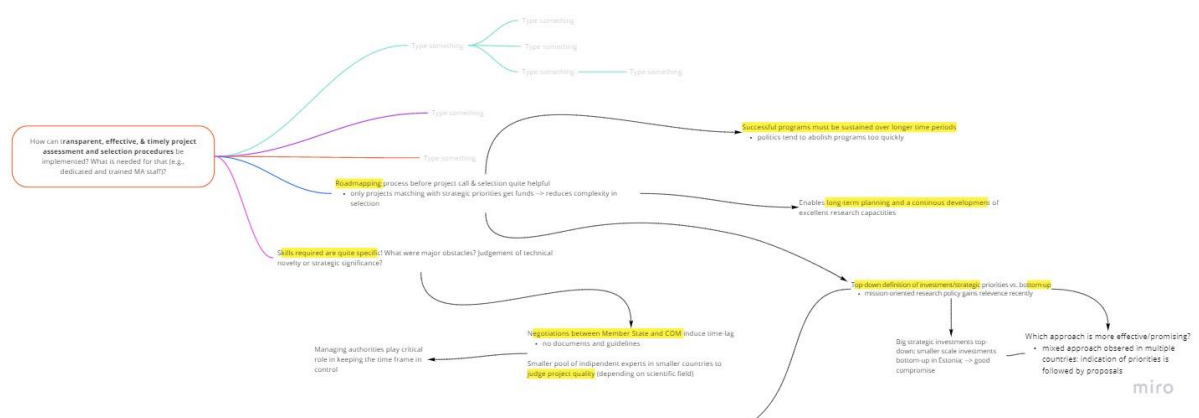 Type something
Type something
Type something
Type something
Type something
Type something
Type something
How can transparent, effective, & timely project
assessment and selection procedures be
implemented? What is needed for that (e.g.,
dedicated and trained MA staff)?
Successful programs must be sustained over longer time periods
• politics tend to abolish programs too quickly
Roadmapping process before project call & selection quite helpful
• only projects matching with strategic priorities get funds --> reduces complexity in
selection
Enables long-term planning and a continous development of
excellent research capactities
Skills required are quite specific! What were major obstacles? Judgement of technical
novelty or strategic significance?
Top-down definition of investment/strategic priorities vs. bottom-up
• mission-oriented research policy gains relevence recently
Negotiations between Member State and COM induce time-lag
• no documents and guidelines
Smaller pool of indipendent experts in smaller countries to
judge project quality (depending on scientific field)
Managing authorities play critical
role in keeping the time frame in
control
Big strategic investments top-
down; smaller scale investments
bottom-up in Estonia; --> good
compromise
Which approach is more effective/promising?
• mixed approach obsered in multiple
countries: indication of priorities is
followed by proposals
miro